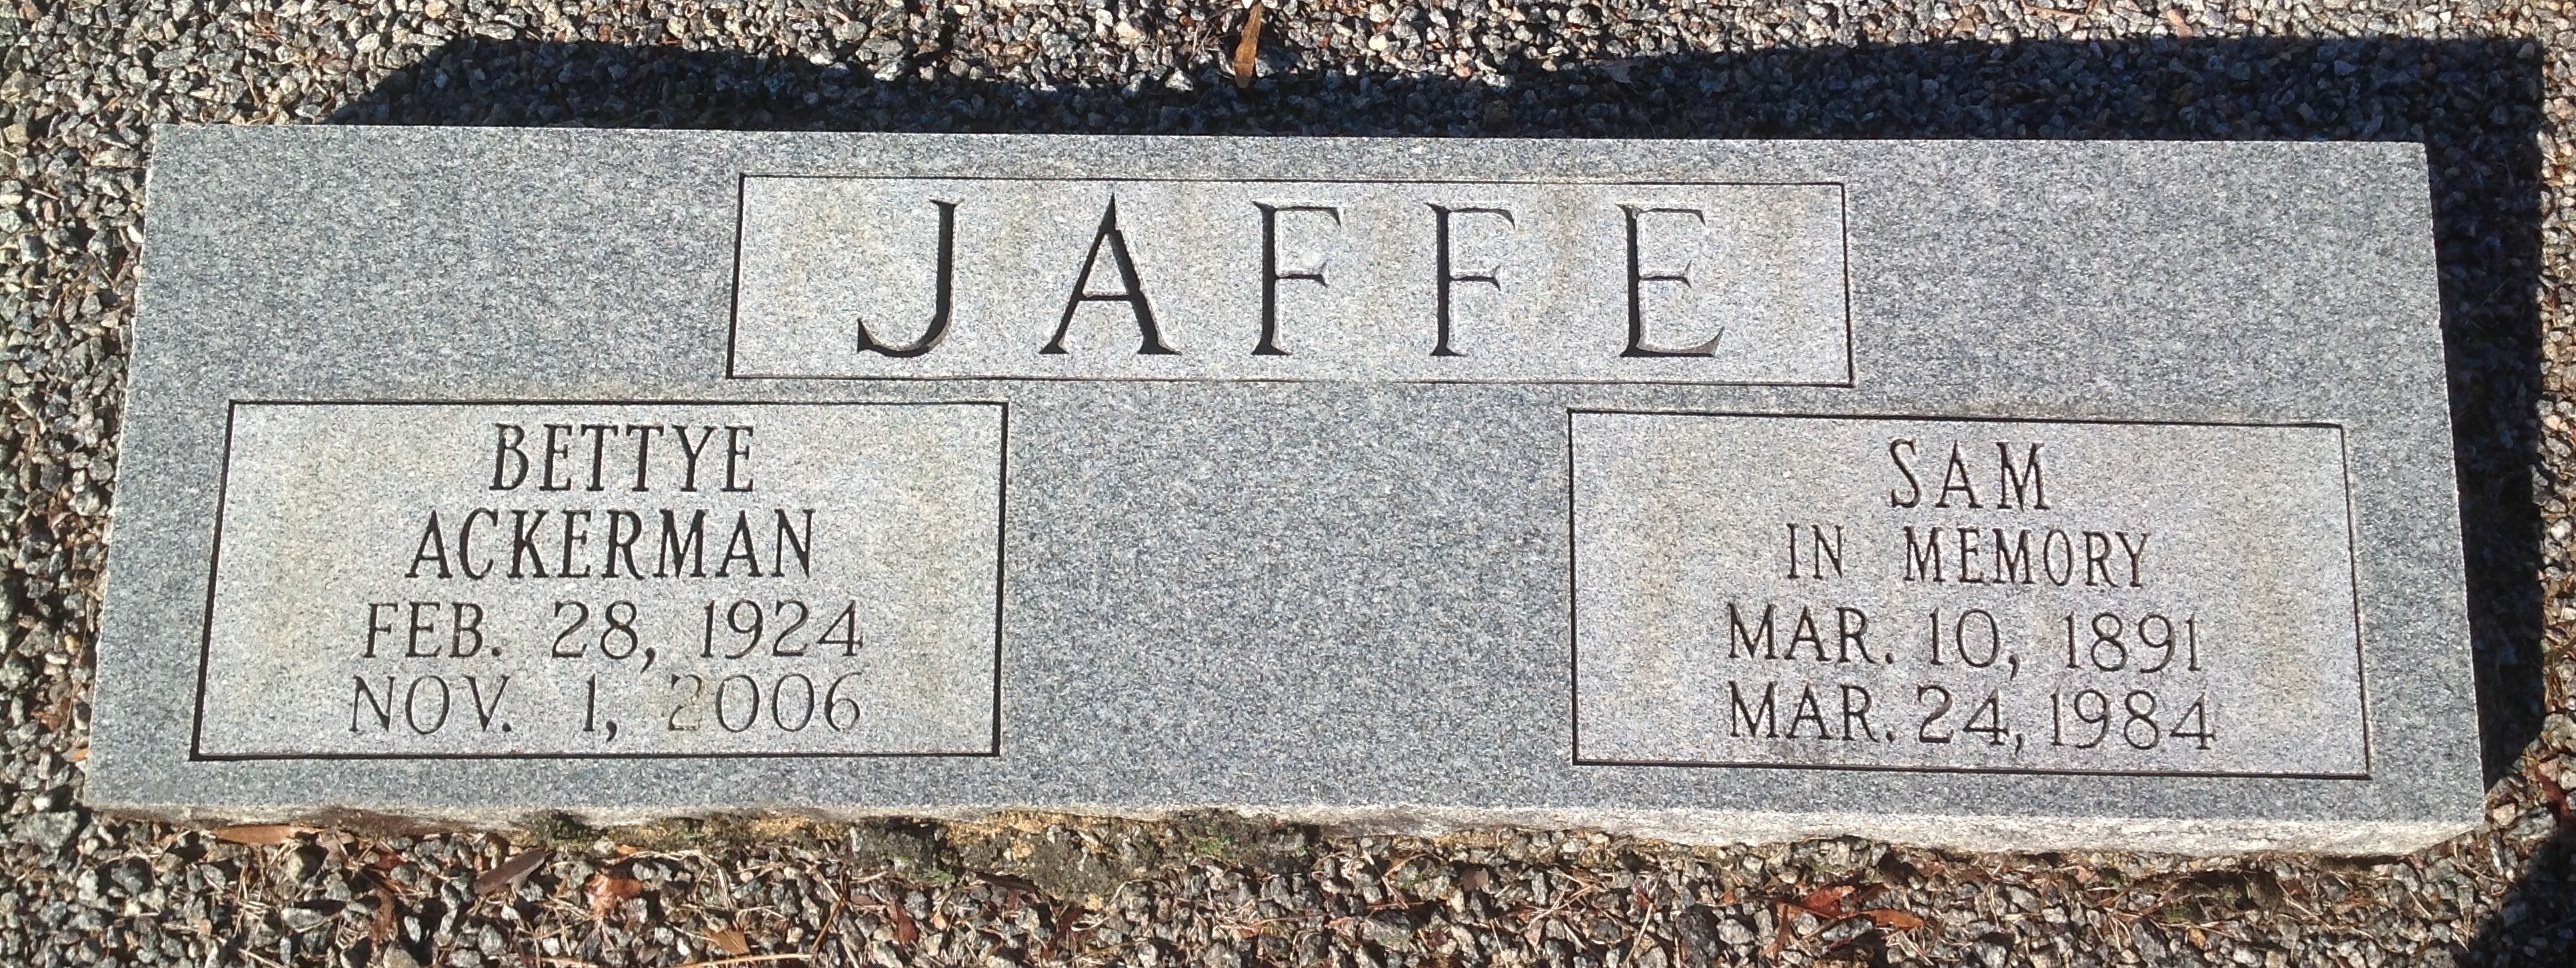 JAFFE
BETTYE
ACKERMAN
FEB. 28, 1924
NOV. 1, 2006
SAM
IN MEMORY
MAR. 10, 1891
MAR. 24, 1984